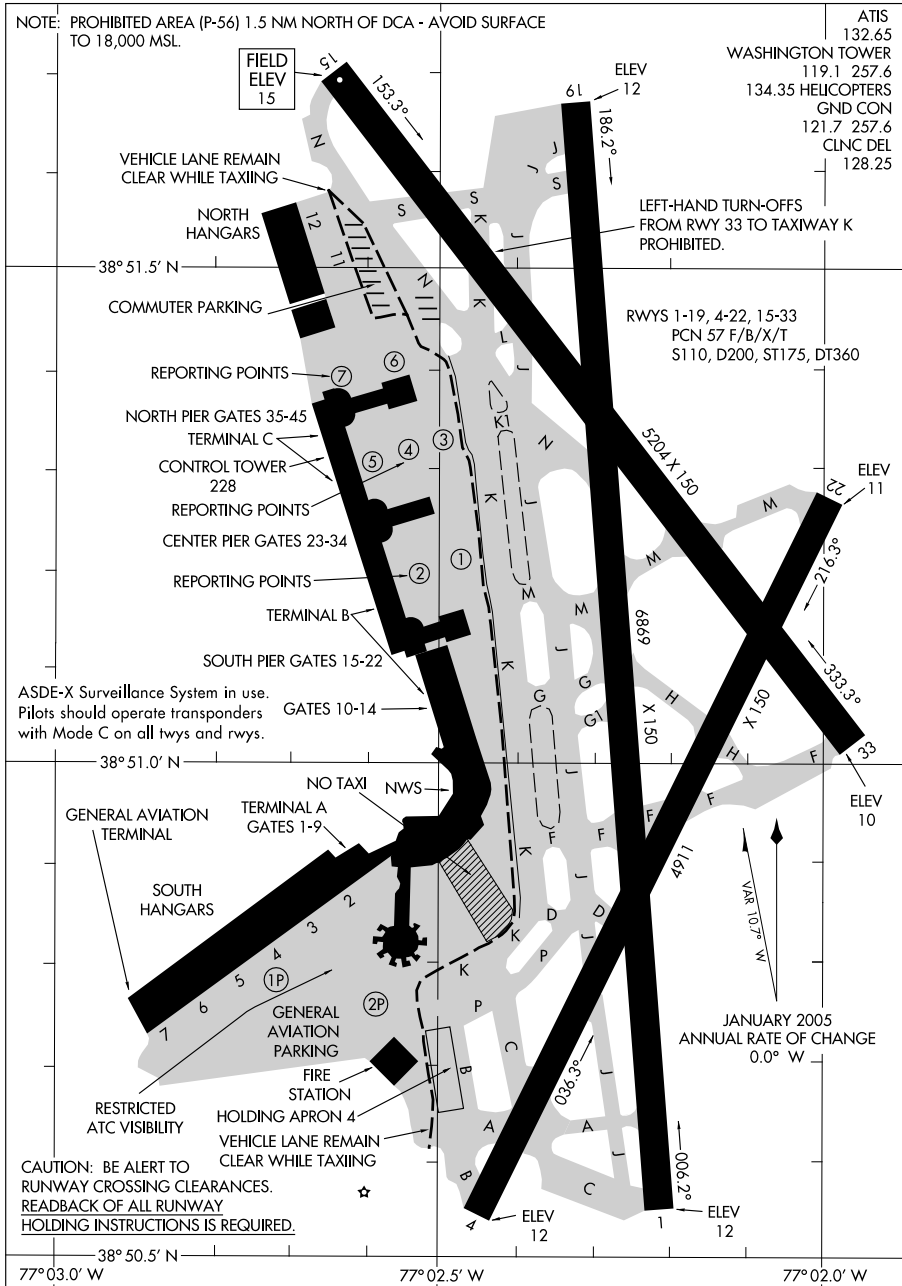 NOTE: PROHIBITED AREA (P-56) 1.5 NM NORTH OF DCA - AVOID SURFACE
TO 18,000 MSL.
ATIS
132.65
WASHINGTON TOWER
119.1 257.6
134.35 HELICOPTERS
GND CON
121.7 257.6
CLNC DEL
128.25
FIELD
ELEV
15
15
153.3°
ELEV
12
19
186.2°
N
J
J
S
VEHICLE LANE REMAIN
CLEAR WHILE TAXIING
S
S
K
J
LEFT-HAND TURN-OFFS
FROM RWY 33 TO TAXIWAY K
PROHIBITED.
NORTH
HANGARS
12
11
38°51.5' N
N
K
COMMUTER PARKING
L
J
RWYS 1-19, 4-22, 15-33
PCN 57 F/B/X/T
S110, D200, ST175, DT360
REPORTING POINTS
7
6
NORTH PIER GATES 35-45
K1
N
5204 X 150
TERMINAL C
3
4
5
CONTROL TOWER
228
ELEV
11
22
REPORTING POINTS
K
J
M
CENTER PIER GATES 23-34
M
216.3°
1
2
REPORTING POINTS
M
M
6869
X 150
TERMINAL B
SOUTH PIER GATES 15-22
K
J
G
G
G1
H
H
333.3°
X 150
ASDE-X Surveillance System in use.
Pilots should operate transponders
with Mode C on all twys and rwys.
GATES 10-14
33
F
38°51.0' N
J
NO TAXI
NWS
ELEV
10
TERMINAL A
GATES 1-9
GENERAL AVIATION
TERMINAL
F
F
F
F
K
4911
J
VAR 10.7° W
SOUTH
HANGARS
2
3
4
5
6
7
D
D
K
P
J
K
1P
2P
P
GENERAL
AVIATION
PARKING
C
JANUARY 2005
ANNUAL RATE OF CHANGE
0.0° W
FIRE
STATION
B
036.3°
J
RESTRICTED
ATC VISIBILITY
HOLDING APRON 4
A
A
VEHICLE LANE REMAIN
CLEAR WHILE TAXIING
J
006.2°
B
C
CAUTION: BE ALERT TO
RUNWAY CROSSING CLEARANCES.
READBACK OF ALL RUNWAY
HOLDING INSTRUCTIONS IS REQUIRED.
4
ELEV
12
1
ELEV
12
38°50.5' N
77°03.0' W
77°02.5' W
77°02.0' W